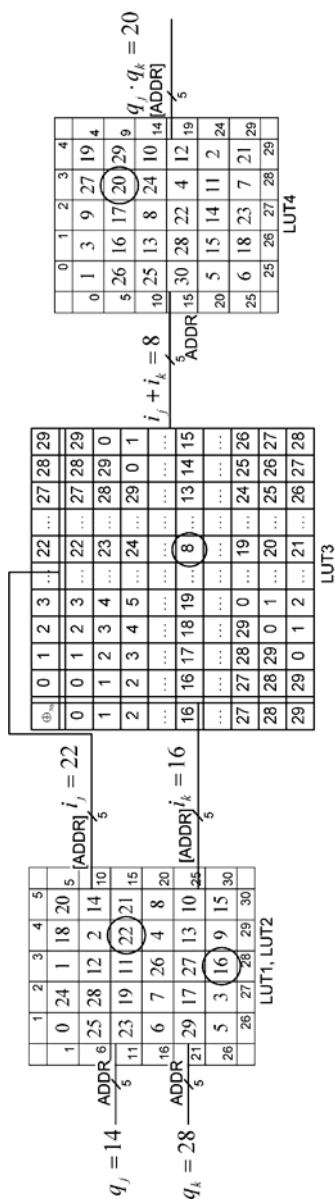 q_j = 14
ADDR
5
q_k = 28
ADDR
5
1 2 3 4 5
1 0 24 1 18 20 5
6 25 28 12 2 14 10
11 23 19 11 22 21 15
16 6 7 26 4 8 20
21 29 17 27 13 10 25
26 5 3 16 9 15 30
26 27 28 29 30
LUT1, LUT2
[ADDR] i_j = 22
5
[ADDR] i_k = 16
5
0 1 2 3 ... 22 ... 27 28 29
0 0 1 2 3 ... 22 ... 27 28 29
1 1 2 3 4 ... 23 ... 28 29 0
2 2 3 4 5 ... 24 ... 29 0 1
... ... ... ... ... ... ... ... ... ... ...
16 16 17 18 19 ... 8 ... 13 14 15
... ... ... ... ... ... ... ... ... ... ...
27 27 28 29 0 ... 19 ... 24 25 26
28 28 29 0 1 ... 20 ... 25 26 27
29 29 0 1 2 ... 21 ... 26 27 28
LUT3
i_j + i_k = 8
5
ADDR
0 1 2 3 4
0 1 3 9 27 19 4
5 26 16 17 20 29 9
10 25 13 8 24 10 14
15 30 28 22 4 12 19
20 5 15 14 11 2 24
25 6 18 23 7 21 29
25 26 27 28 29
LUT4
q_j · q_k = 20
[ADDR]
5